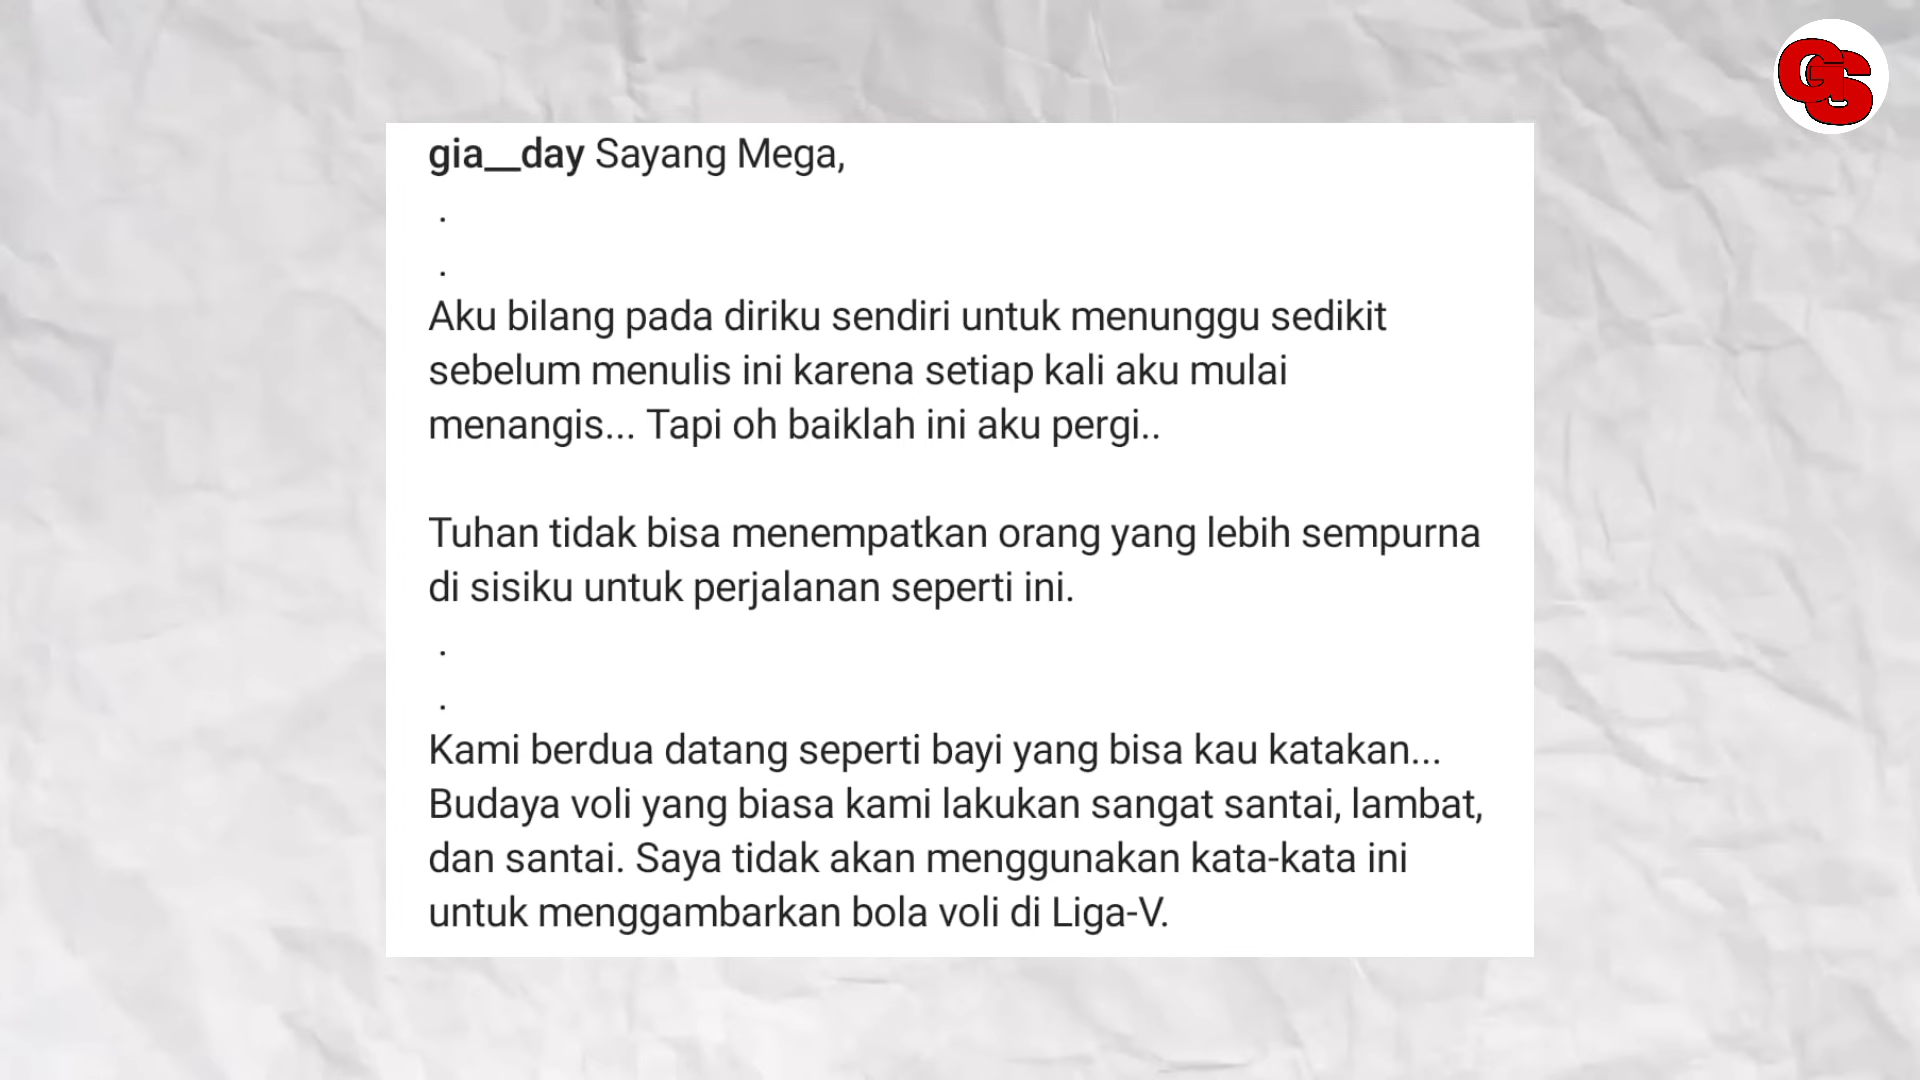 GS
gia__day Sayang Mega,
.
.
Aku bilang pada diriku sendiri untuk menunggu sedikit
sebelum menulis ini karena setiap kali aku mulai
menangis... Tapi oh baiklah ini aku pergi..
Tuhan tidak bisa menempatkan orang yang lebih sempurna
di sisiku untuk perjalanan seperti ini.
.
.
Kami berdua datang seperti bayi yang bisa kau katakan...
Budaya voli yang biasa kami lakukan sangat santai, lambat,
dan santai. Saya tidak akan menggunakan kata-kata ini
untuk menggambarkan bola voli di Liga-V.